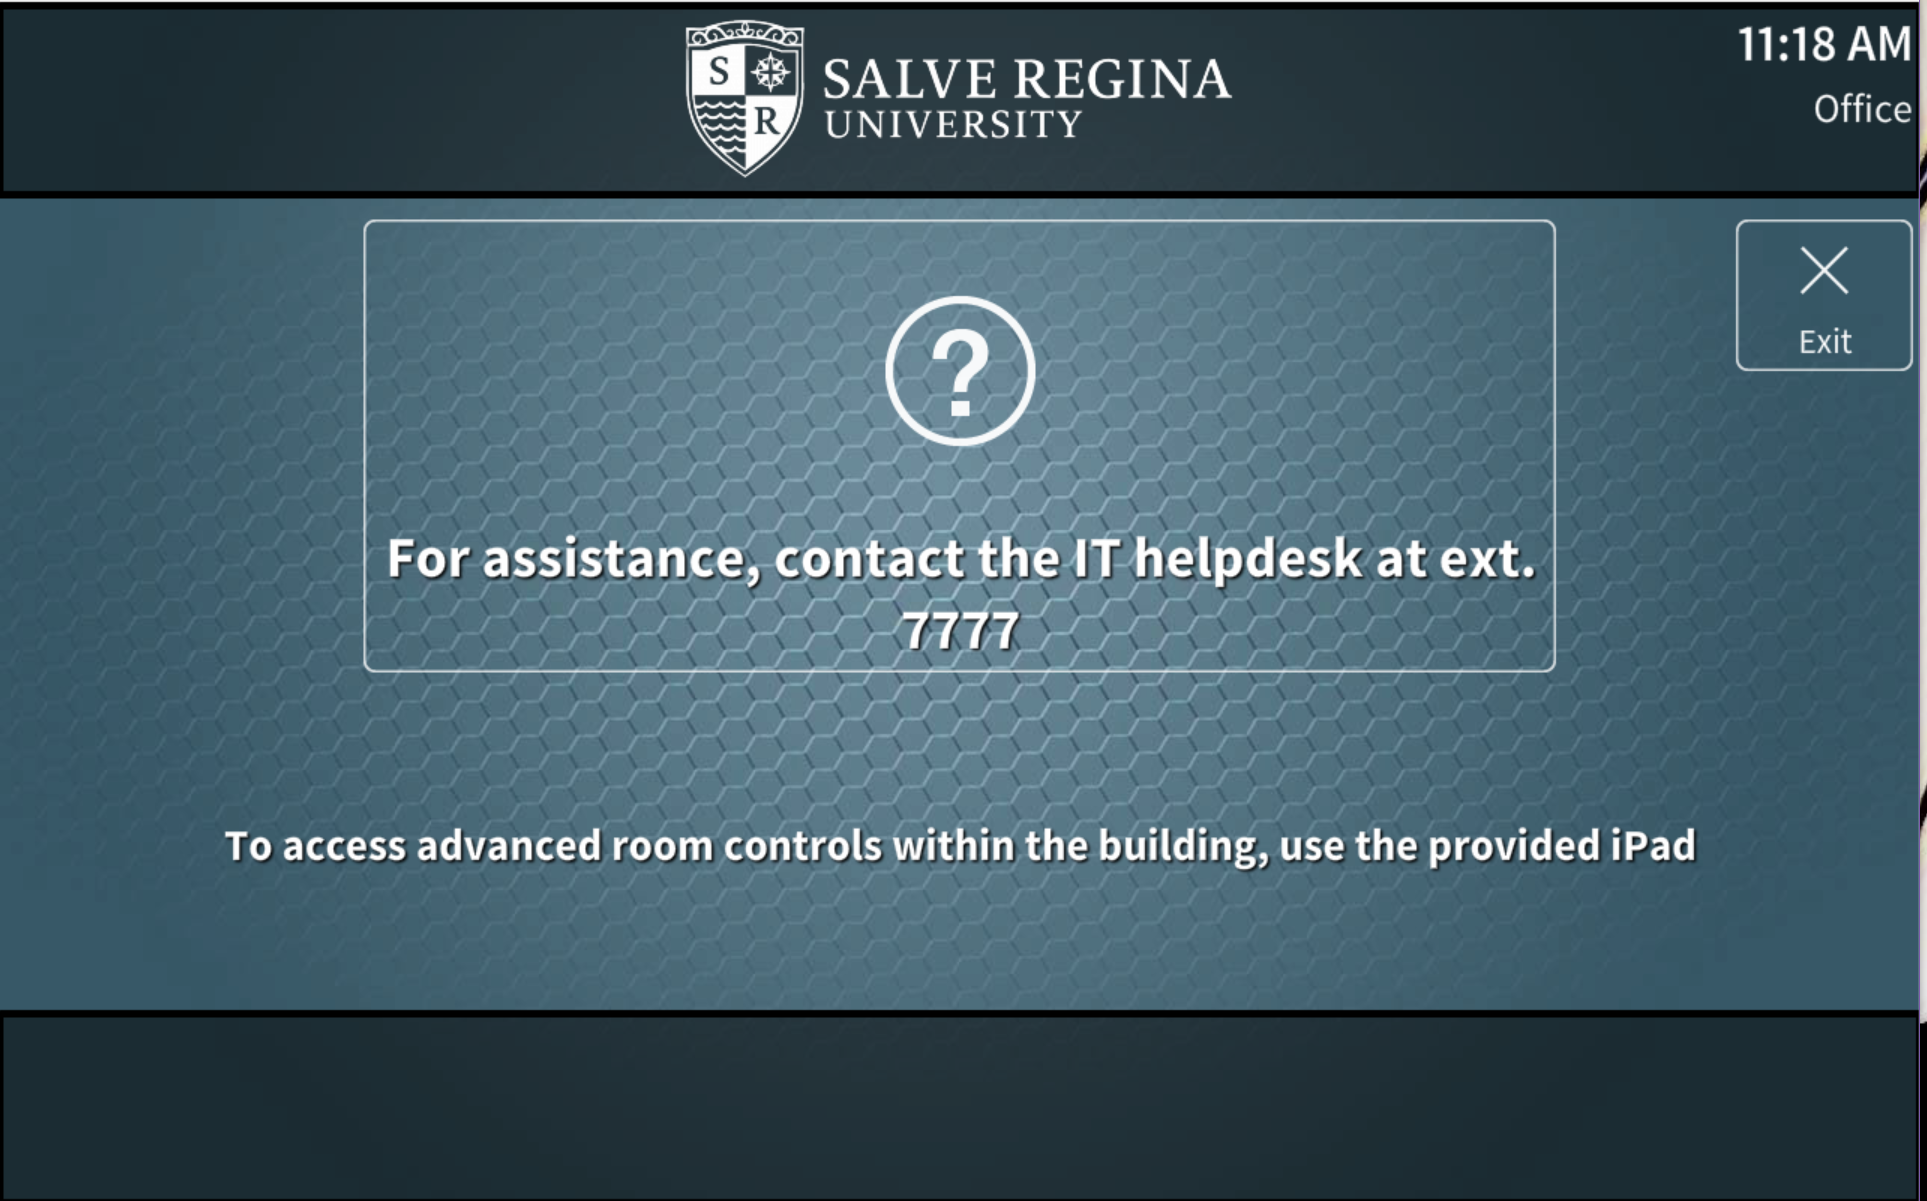 S
R
SALVE REGINA
UNIVERSITY
11:18 AM
Office
?
Exit
For assistance, contact the IT helpdesk at ext.
7777
To access advanced room controls within the building, use the provided iPad